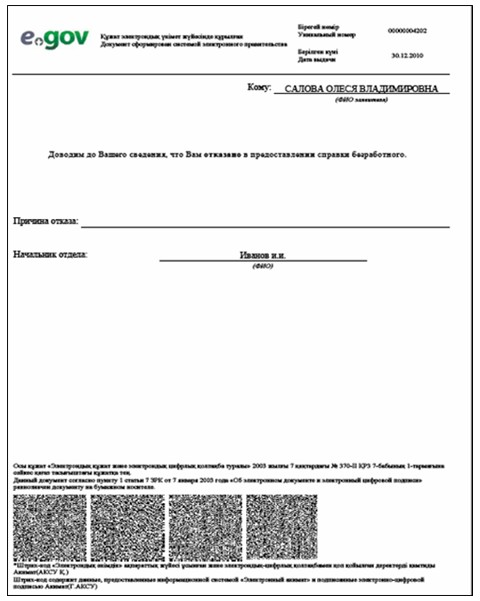 e.gov
Құжат электрондық үкімет жүйесінде құрылған
Документ сформирован системой электронного правительства
Бірегей нөмір
Уникальный номер
00000004202
Берілген күні
Дата выдачи
30.12.2010
Кому: САЛОВА ОЛЕСЯ ВЛАДИМИРОВНА
(ФИО заявителя)
Доводим до Вашего сведения, что Вам отказано в предоставлении справки безработного.
Причина отказа:
Начальник отдела: Иванов и.и.
(ФИО)
Осы құжат «Электрондық құжат және электрондық цифрлық қолтаңба туралы» 2003 жылғы 7 қаңтардағы № 370-II ҚРЗ 7-бабының 1-тармағына
сәйкес қағаз тасығыштағы құжатқа тең.
Данный документ согласно пункту 1 статьи 7 ЗРК от 7 января 2003 года «Об электронном документе и электронной цифровой подписи»
равнозначен документу на бумажном носителе.
*Штрих-код «Электрондық әкімдік» ақпараттық жүйесі ұсынған және электрондық-цифрлық қолтаңбамен қол қойылған деректерді қамтиды
Акимат(АКСУ Қ.)
Штрих-код содержит данные, предоставленные информационной системой «Электронный акимат» и подписанные электронно-цифровой
подписью Акимат(Г.АКСУ)